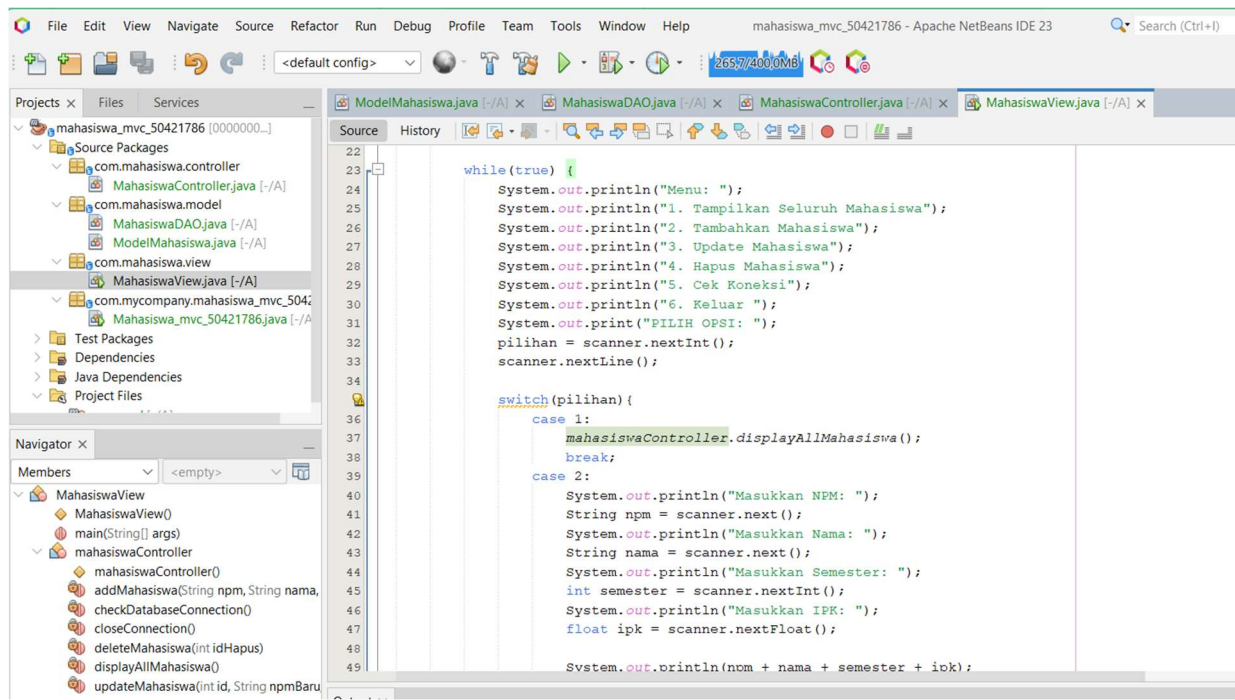 File Edit View Navigate Source Refactor Run Debug Profile Team Tools Window Help mahasiswa_mvc_50421786 - Apache NetBeans IDE 23 Search (Ctrl+I)
<default config> 265,7/400,0MB
Projects Files Services
mahasiswa_mvc_50421786 [0000000...]
Source Packages
com.mahasiswa.controller
MahasiswaController.java [-/A]
com.mahasiswa.model
MahasiswaDAO.java [-/A]
ModelMahasiswa.java [-/A]
com.mahasiswa.view
MahasiswaView.java [-/A]
com.mycompany.mahasiswa_mvc_5042
Mahasiswa_mvc_50421786.java [-/A
Test Packages
Dependencies
Java Dependencies
Project Files
Navigator
Members <empty>
MahasiswaView
MahasiswaView()
main(String[] args)
mahasiswaController
mahasiswaController()
addMahasiswa(String npm, String nama,
checkDatabaseConnection()
closeConnection()
deleteMahasiswa(int idHapus)
displayAllMahasiswa()
updateMahasiswa(int id, String npmBaru
ModelMahasiswa.java [-/A] MahasiswaDAO.java [-/A] MahasiswaController.java [-/A] MahasiswaView.java [-/A]
Source History
22
23 while(true) {
24 System.out.println("Menu: ");
25 System.out.println("1. Tampilkan Seluruh Mahasiswa");
26 System.out.println("2. Tambahkan Mahasiswa");
27 System.out.println("3. Update Mahasiswa");
28 System.out.println("4. Hapus Mahasiswa");
29 System.out.println("5. Cek Koneksi");
30 System.out.println("6. Keluar ");
31 System.out.print("PILIH OPSI: ");
32 pilihan = scanner.nextInt();
33 scanner.nextLine();
34
switch(pilihan){
36 case 1:
37 mahasiswaController.displayAllMahasiswa();
38 break;
39 case 2:
40 System.out.println("Masukkan NPM: ");
41 String npm = scanner.next();
42 System.out.println("Masukkan Nama: ");
43 String nama = scanner.next();
44 System.out.println("Masukkan Semester: ");
45 int semester = scanner.nextInt();
46 System.out.println("Masukkan IPK: ");
47 float ipk = scanner.nextFloat();
48
49 System.out.println(npm + nama + semester + ipk);